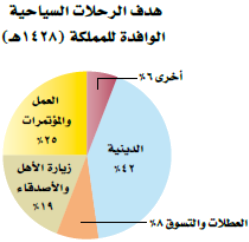 هدف الرحلات السياحية
الوافدة للمملكة (١٤٢٨هـ)
أخرى ٦٪
العمل
والمؤتمرات
٢٥٪
الدينية
٤٢٪
زيارة الأهل
والأصدقاء
١٩٪
العطلات والتسوق ٨٪